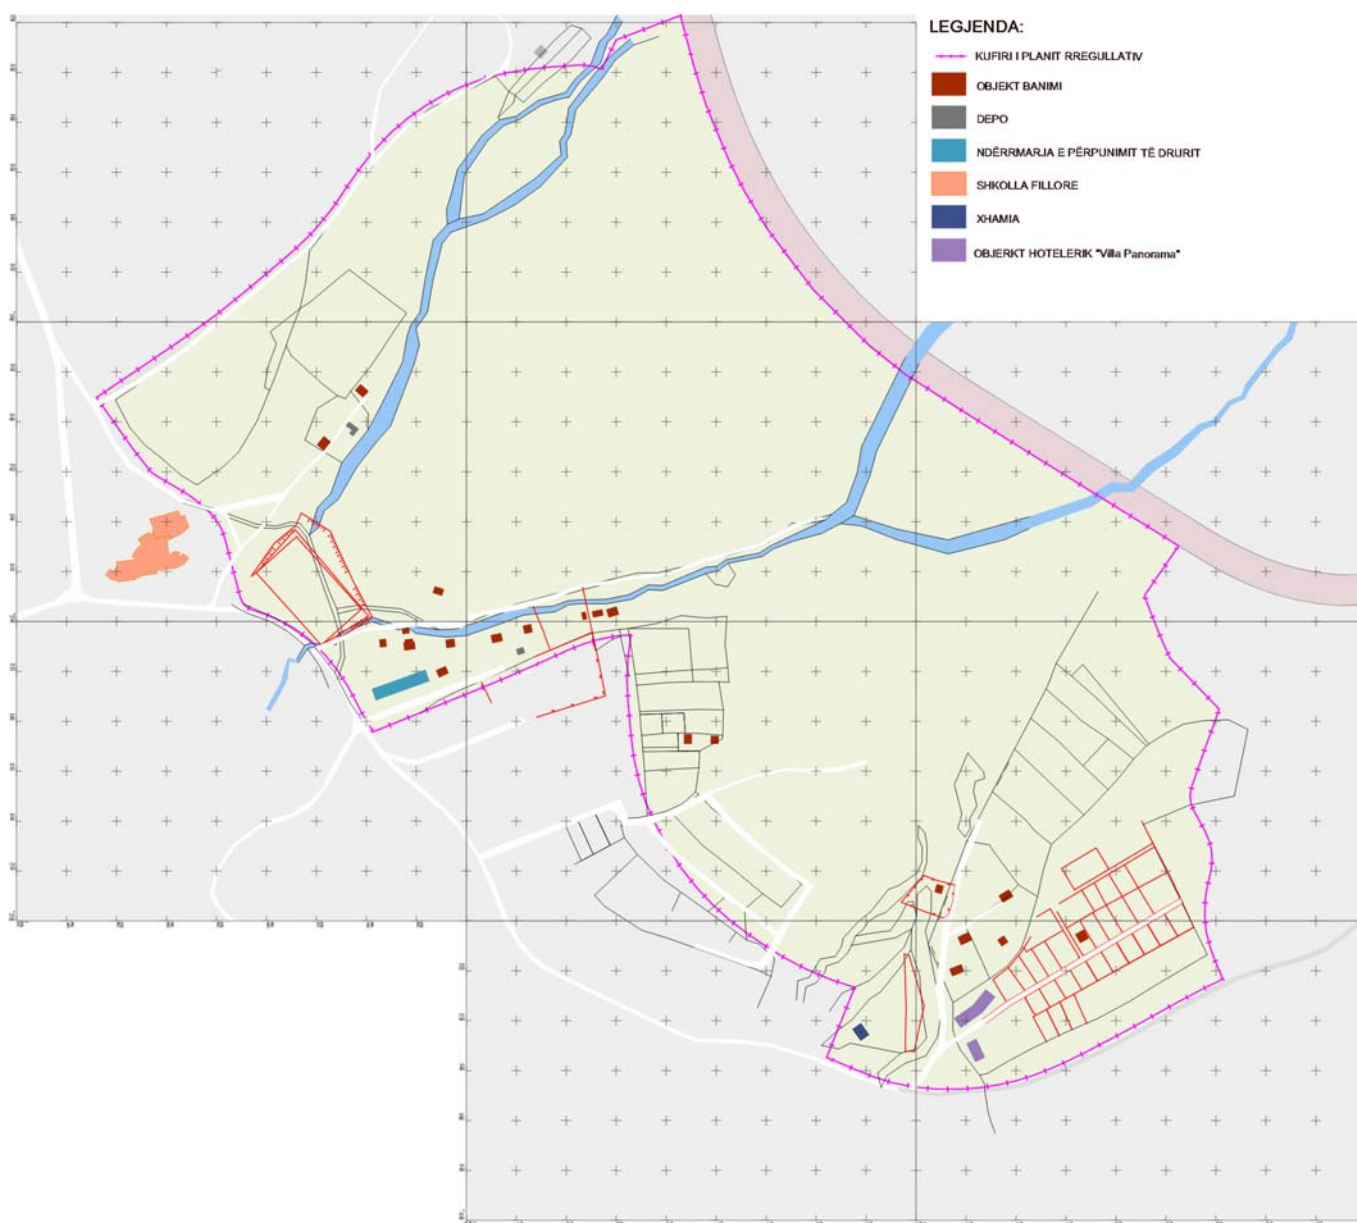 LEGJENDA:
KUFIRI I PLANIT RREGULLATIV
OBJEKT BANIMI
DEPO
NDËRRMARJA E PËRPUNIMIT TË DRURIT
SHKOLLA FILLORE
XHAMIA
OBJERKT HOTELERIK "Villa Panorama"